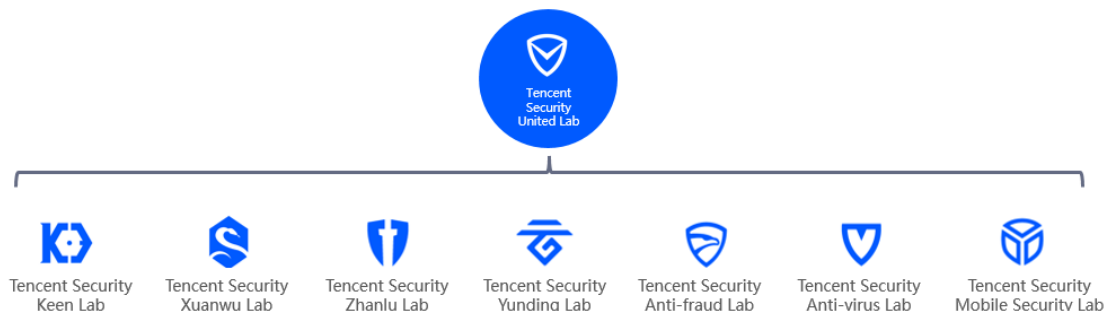 Tencent
Security
United Lab
Tencent Security
Keen Lab
Tencent Security
Xuanwu Lab
Tencent Security
Zhanlu Lab
Tencent Security
Yunding Lab
Tencent Security
Anti-fraud Lab
Tencent Security
Anti-virus Lab
Tencent Security
Mobile Security Lab